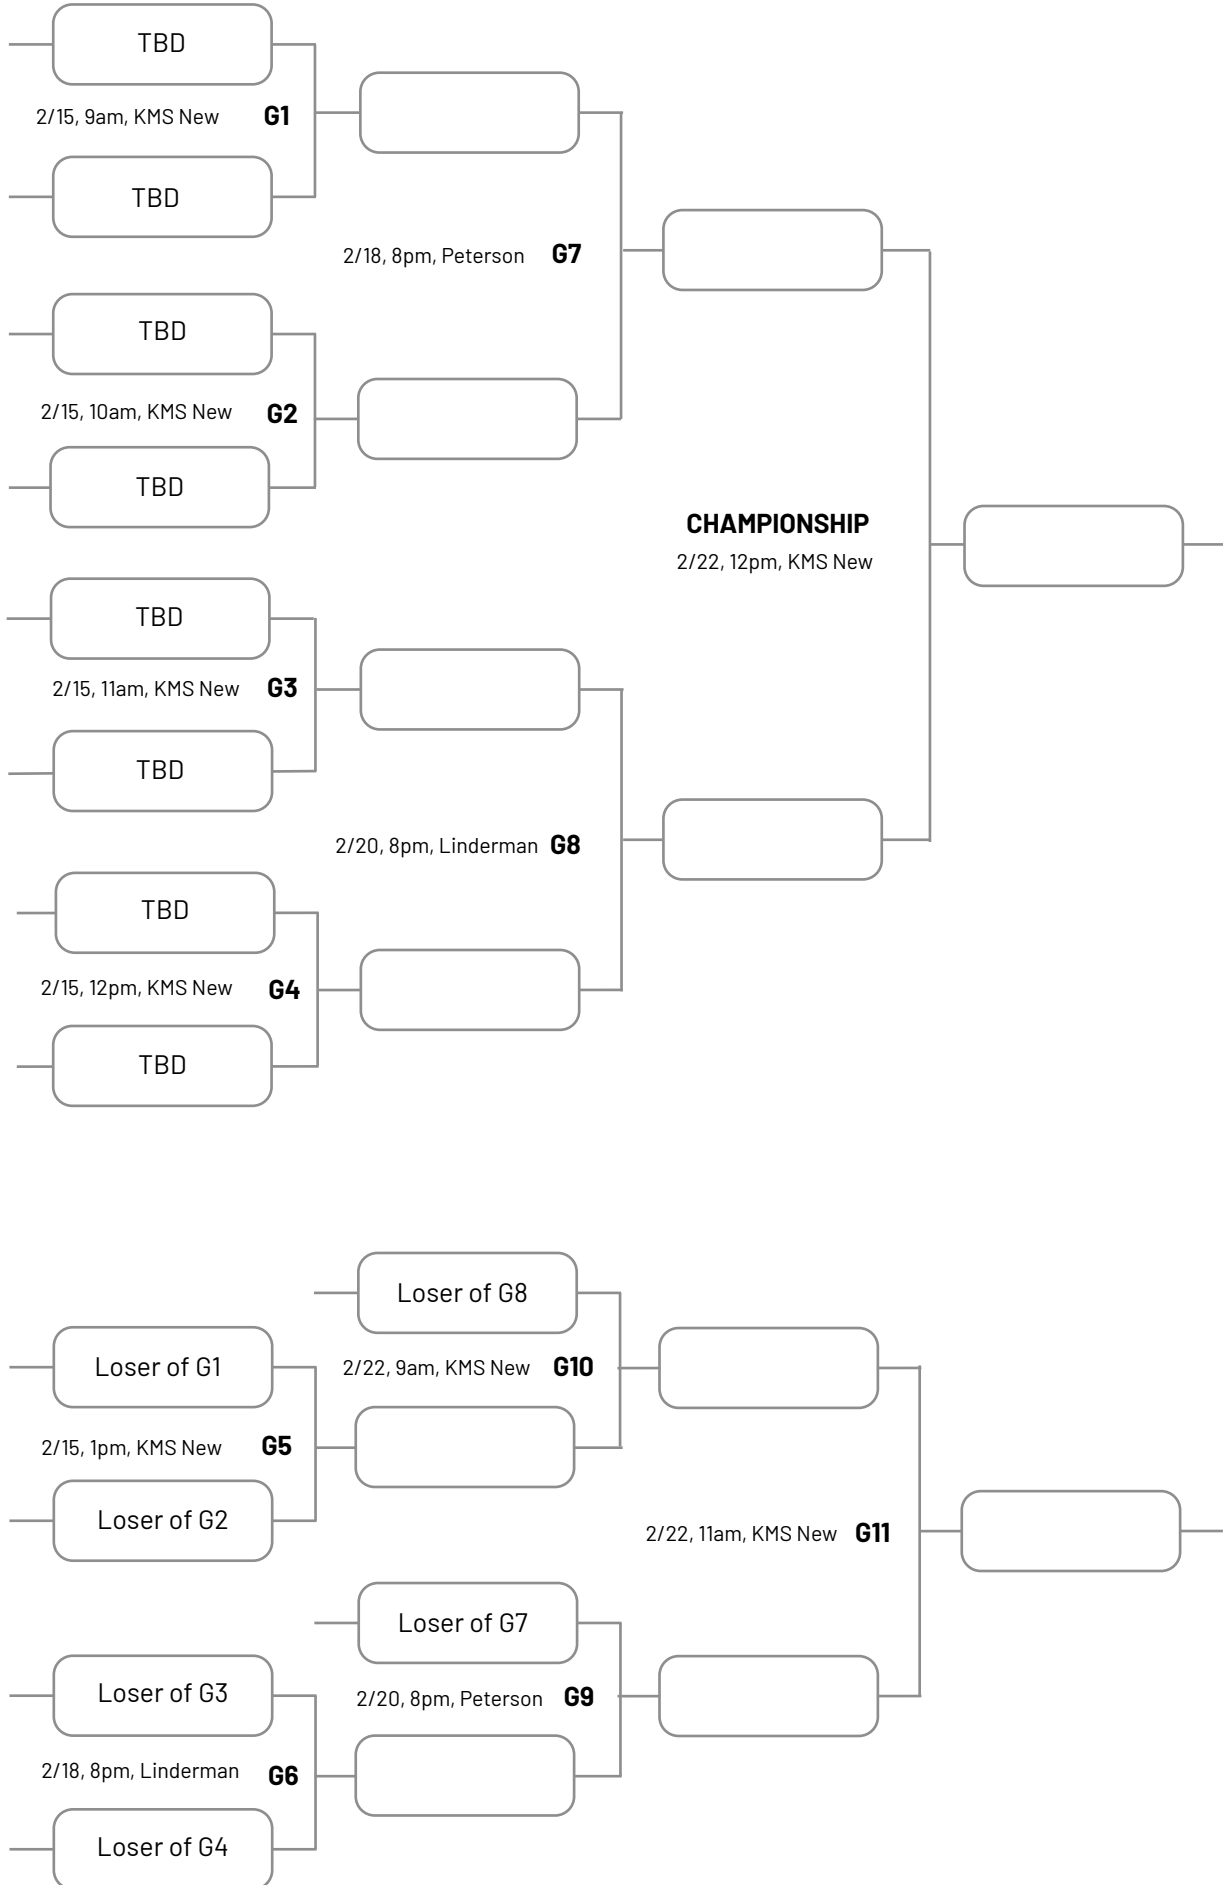 TBD
2/15, 9am, KMS New G1
TBD
2/18, 8pm, Peterson G7
TBD
2/15, 10am, KMS New G2
TBD
CHAMPIONSHIP
2/22, 12pm, KMS New
TBD
2/15, 11am, KMS New G3
TBD
2/20, 8pm, Linderman G8
TBD
2/15, 12pm, KMS New G4
TBD
Loser of G8
Loser of G1
2/22, 9am, KMS New G10
2/15, 1pm, KMS New G5
Loser of G2
2/22, 11am, KMS New G11
Loser of G7
Loser of G3
2/20, 8pm, Peterson G9
2/18, 8pm, Linderman G6
Loser of G4